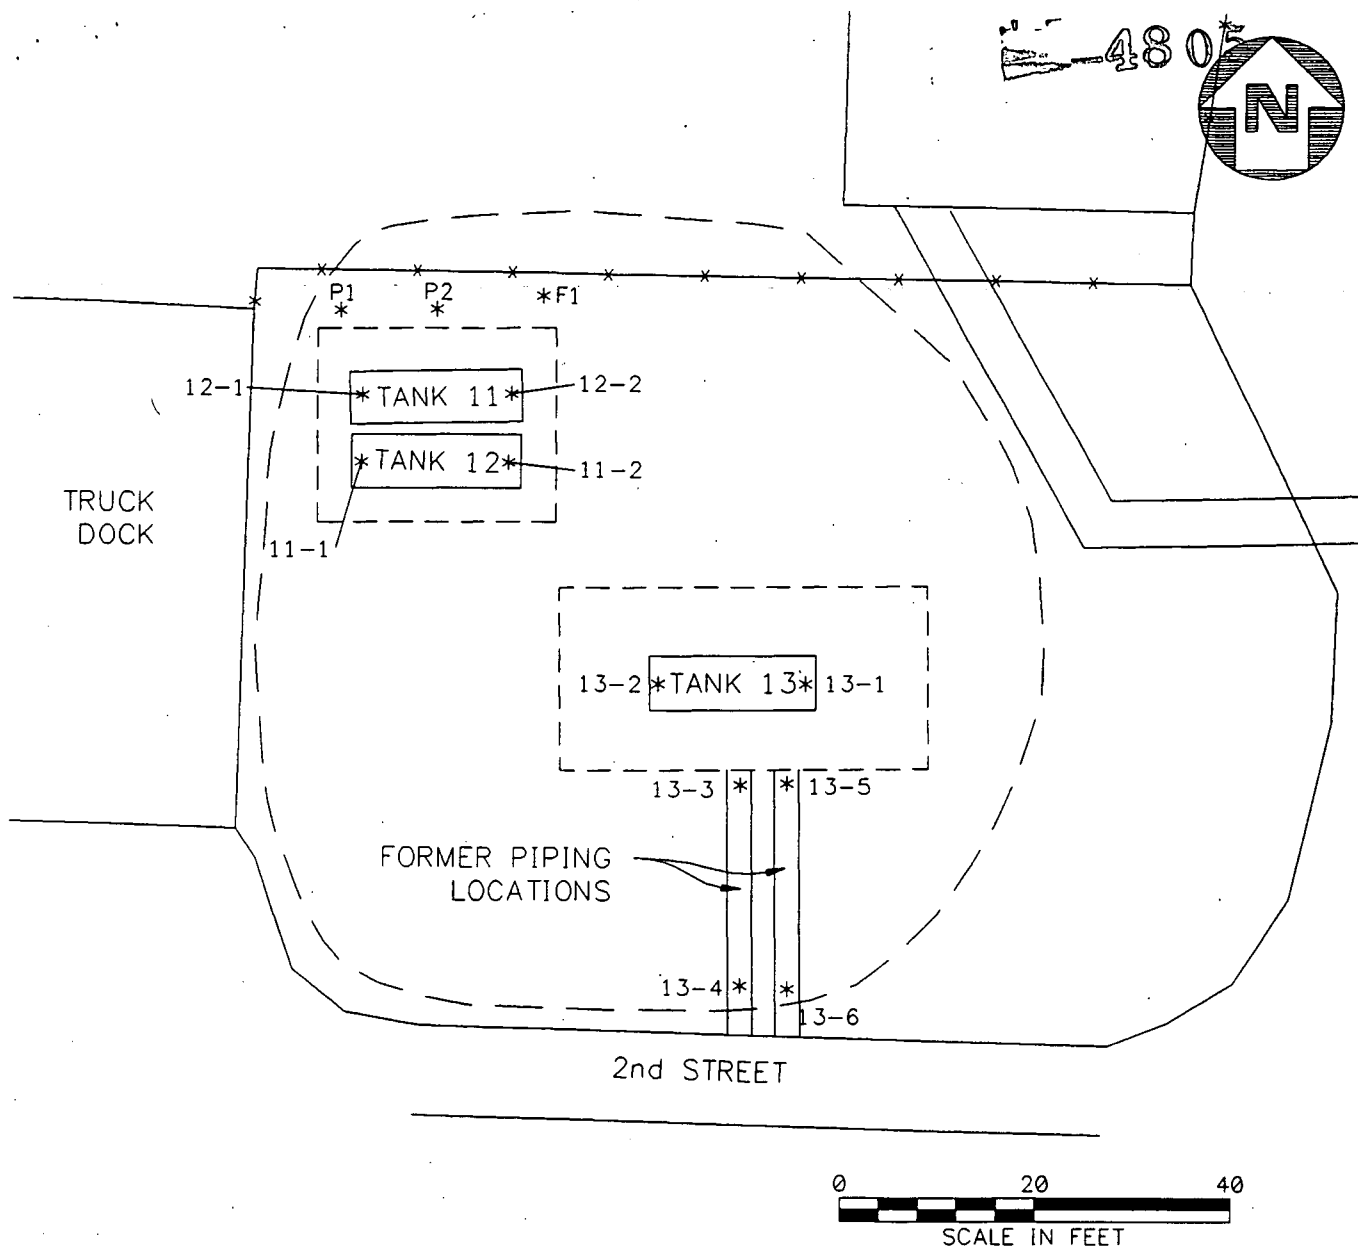 4805
N
P1
P2
F1
12-1
TANK 11
12-2
TANK 12
11-2
11-1
TRUCK
DOCK
13-2
TANK 13
13-1
13-3
13-5
FORMER PIPING
LOCATIONS
13-4
13-6
2nd STREET
0 20 40
SCALE IN FEET